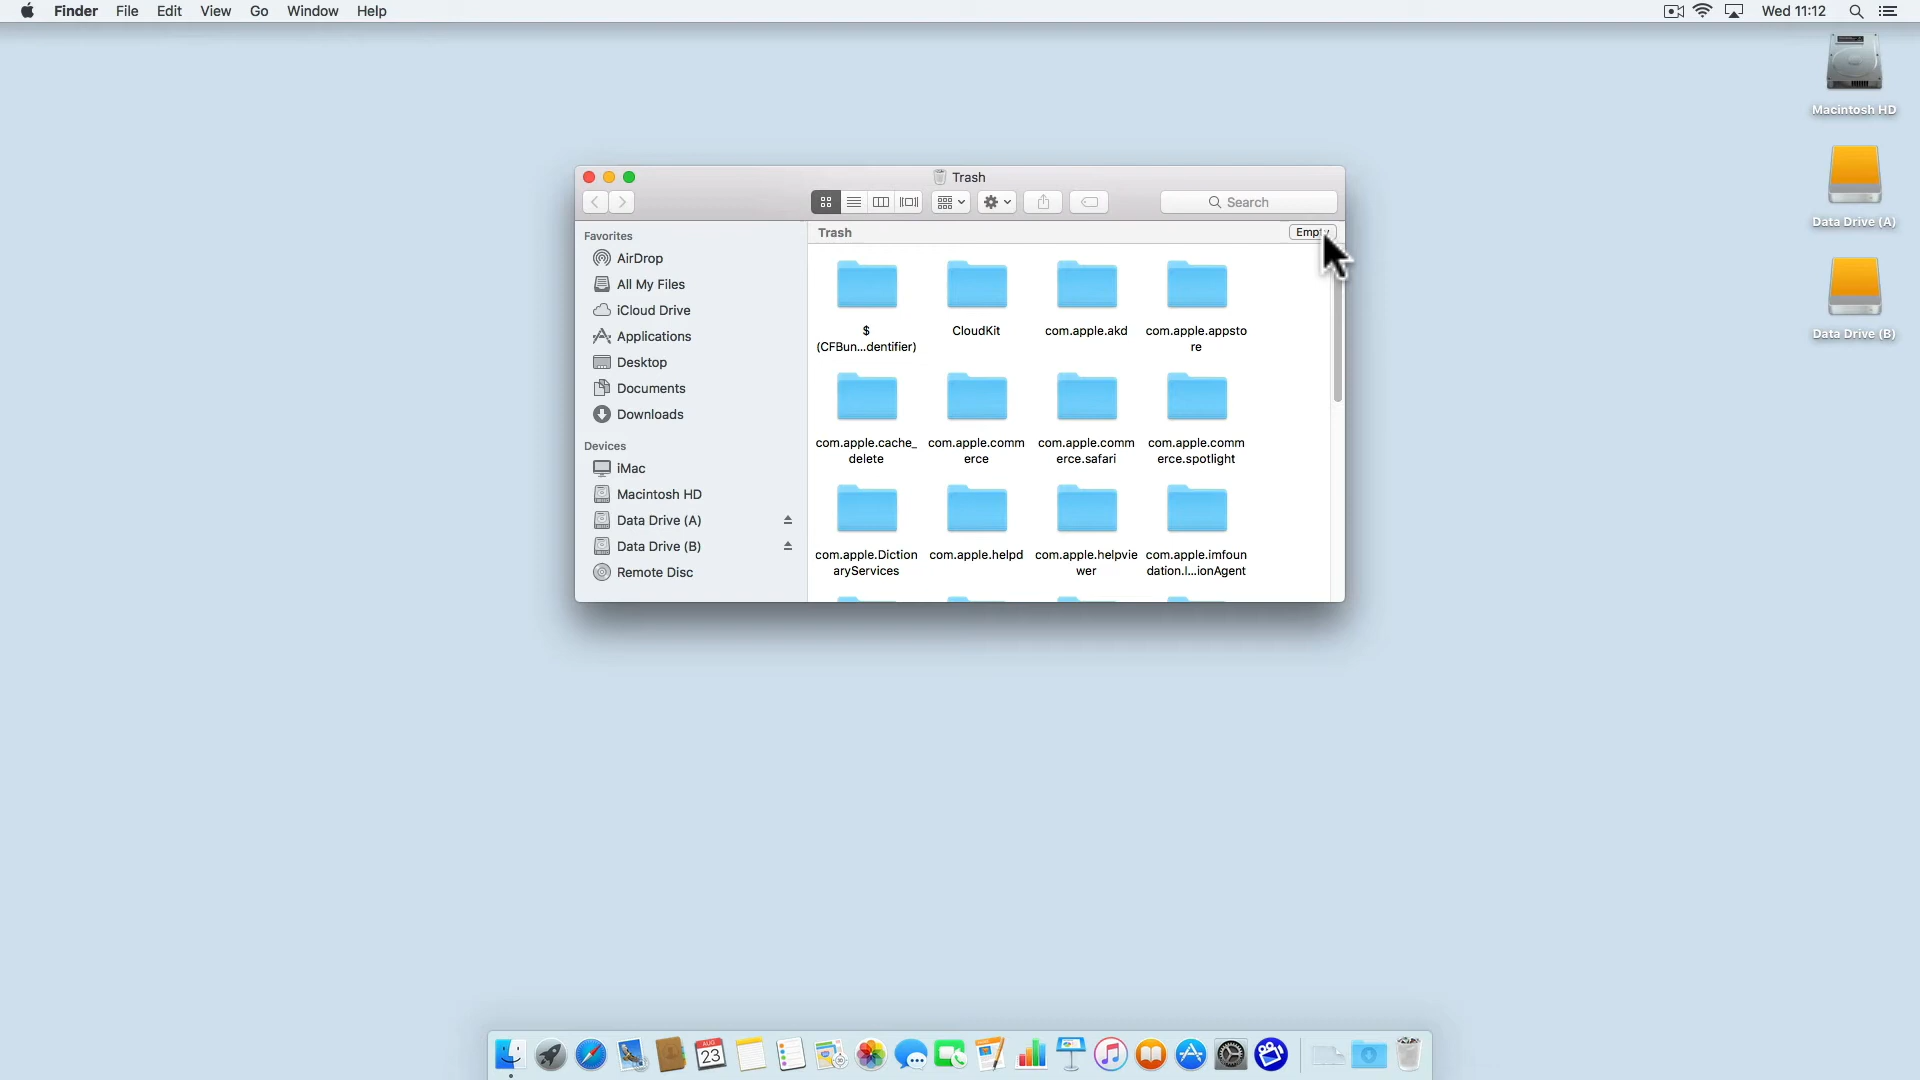 Finder File Edit View Go Window Help Wed 11:12
Macintosh HD
Data Drive (A)
Data Drive (B)
Trash
Search
Favorites
AirDrop
All My Files
iCloud Drive
Applications
Desktop
Documents
Downloads
Devices
iMac
Macintosh HD
Data Drive (A)
Data Drive (B)
Remote Disc
Trash Empty
$
(CFBun...dentifier)
CloudKit
com.apple.akd
com.apple.appsto
re
com.apple.cache_
delete
com.apple.comm
erce
com.apple.comm
erce.safari
com.apple.comm
erce.spotlight
com.apple.Diction
aryServices
com.apple.helpd
com.apple.helpvie
wer
com.apple.imfoun
dation.I...ionAgent
AUG
23